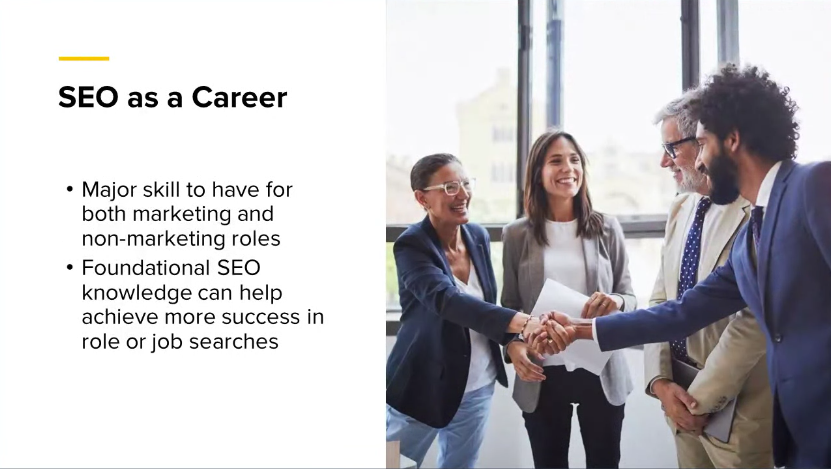 SEO as a Career
• Major skill to have for
both marketing and
non-marketing roles
• Foundational SEO
knowledge can help
achieve more success in
role or job searches